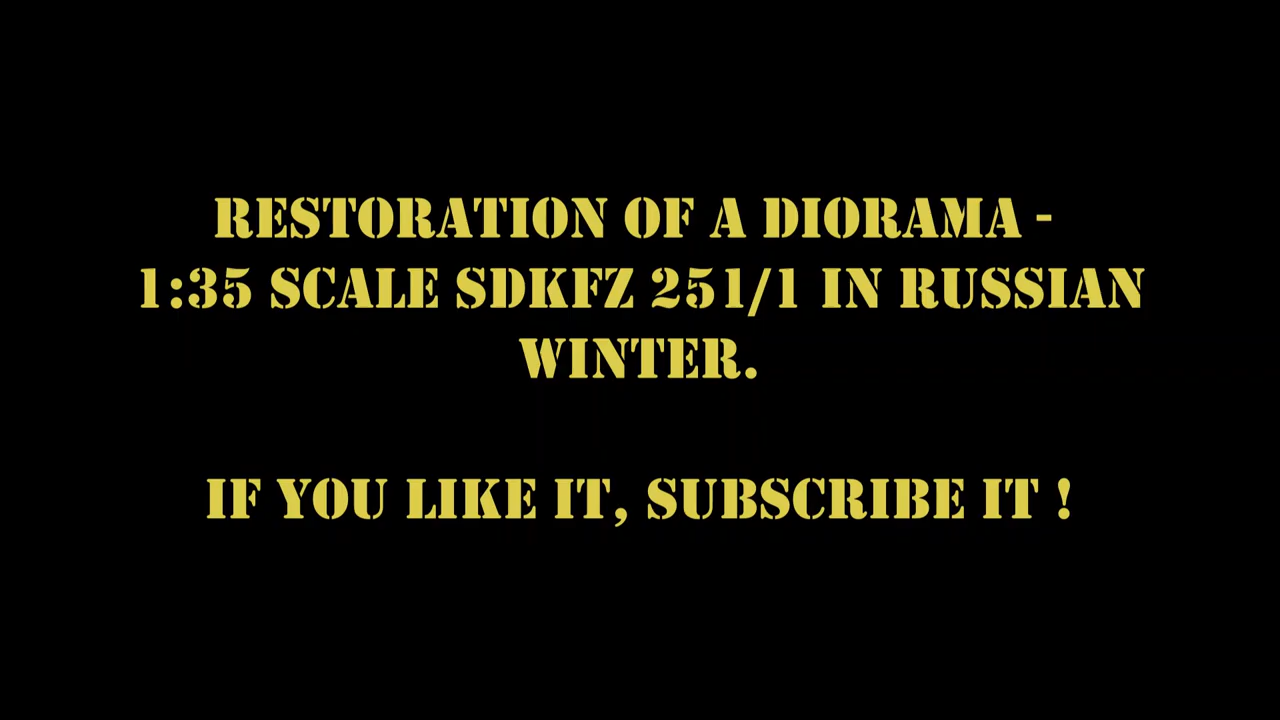 RESTORATION OF A DIORAMA -
1:35 SCALE SDKFZ 251/1 IN RUSSIAN
WINTER.
IF YOU LIKE IT, SUBSCRIBE IT !